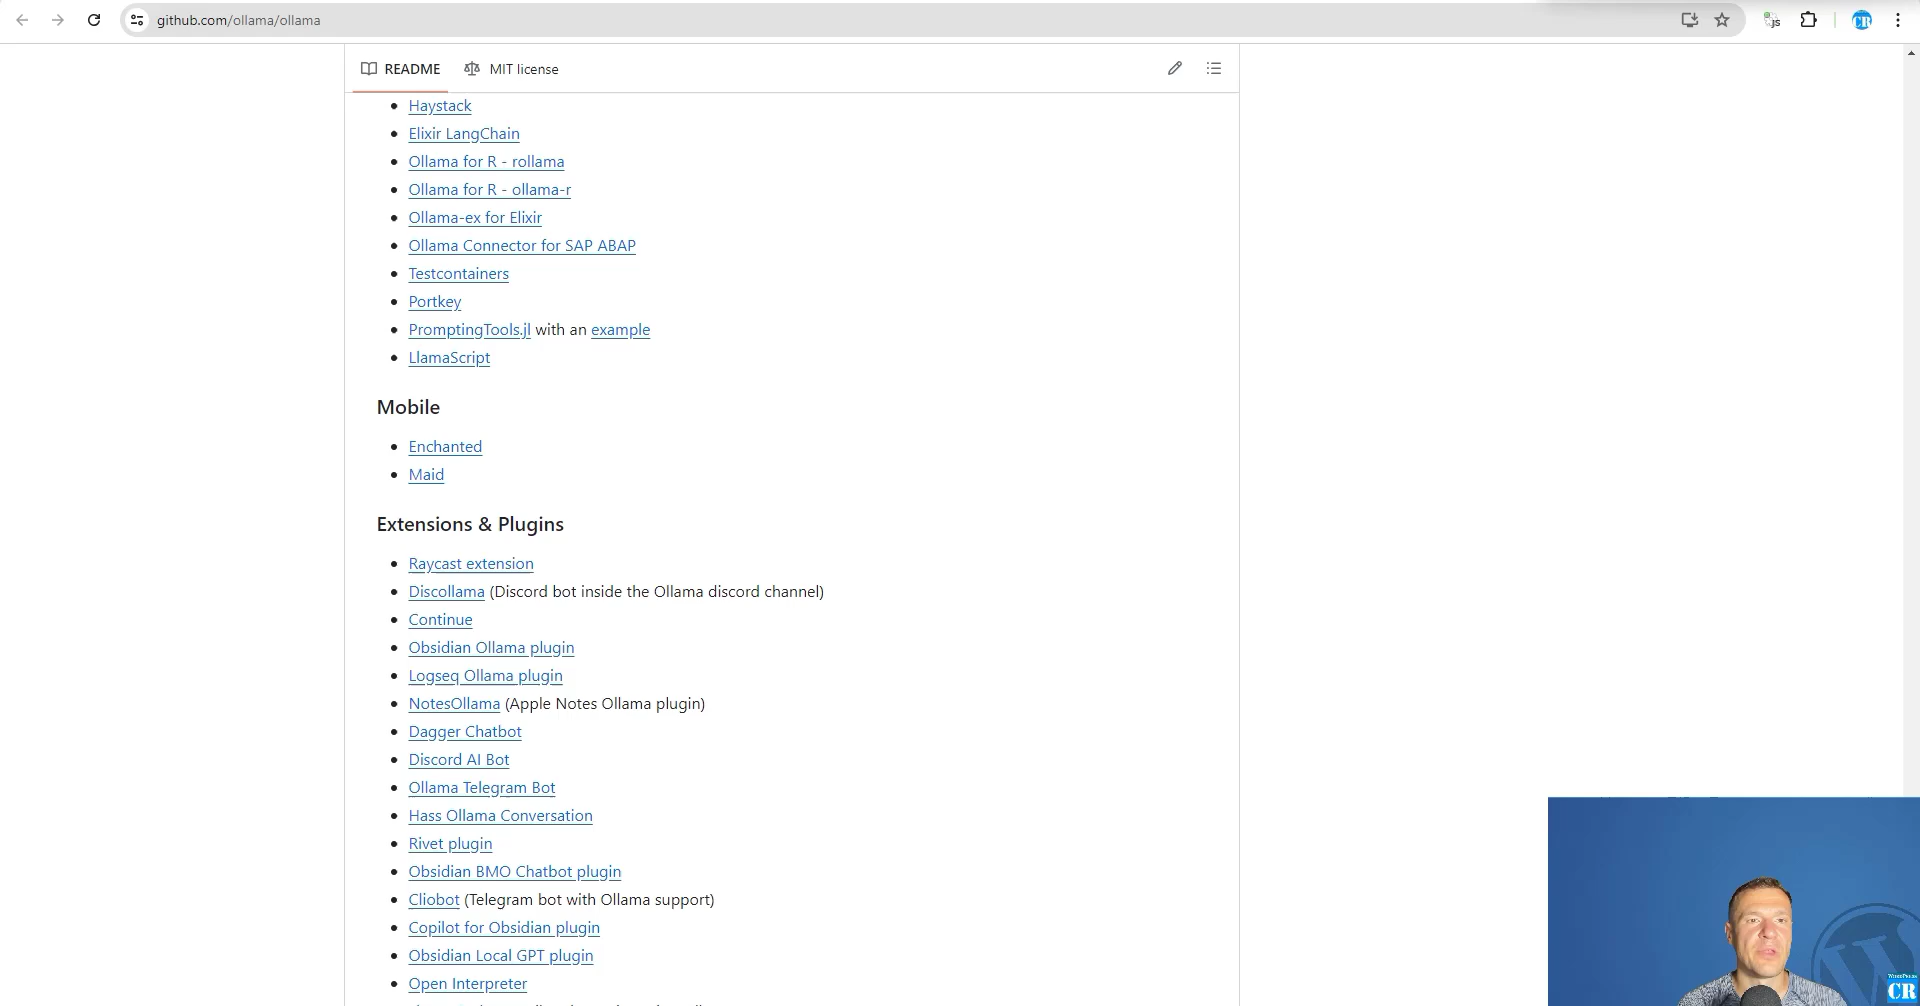 github.com/ollama/ollama
JS
CR
README
MIT license
Haystack
Elixir LangChain
Ollama for R - rollama
Ollama for R - ollama-r
Ollama-ex for Elixir
Ollama Connector for SAP ABAP
Testcontainers
Portkey
PromptingTools.jl with an example
LlamaScript
Mobile
Enchanted
Maid
Extensions & Plugins
Raycast extension
Discollama (Discord bot inside the Ollama discord channel)
Continue
Obsidian Ollama plugin
Logseq Ollama plugin
NotesOllama (Apple Notes Ollama plugin)
Dagger Chatbot
Discord AI Bot
Ollama Telegram Bot
Hass Ollama Conversation
Rivet plugin
Obsidian BMO Chatbot plugin
Cliobot (Telegram bot with Ollama support)
Copilot for Obsidian plugin
Obsidian Local GPT plugin
Open Interpreter
WORDPRESS
CR